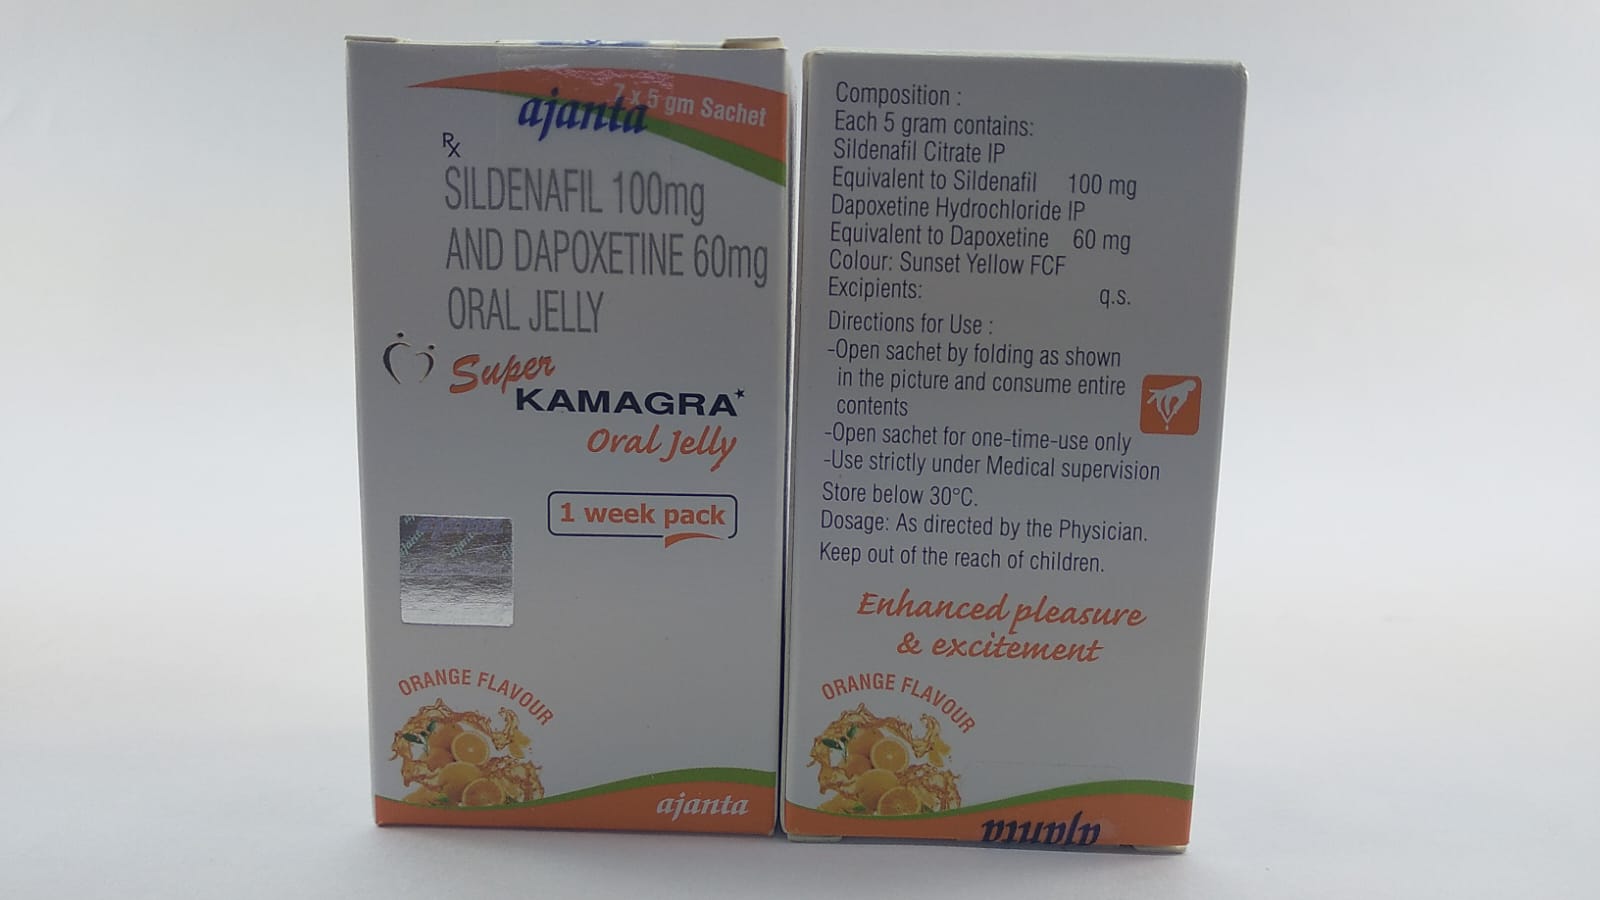 7 x 5 gm Sachet
ajanta
Rx
SILDENAFIL 100mg
AND DAPOXETINE 60mg
ORAL JELLY
Super
KAMAGRA*
Oral Jelly
1 week pack
ajanta
ORANGE FLAVOUR
ajanta
Composition :
Each 5 gram contains:
Sildenafil Citrate IP
Equivalent to Sildenafil 100 mg
Dapoxetine Hydrochloride IP
Equivalent to Dapoxetine 60 mg
Colour: Sunset Yellow FCF
Excipients: q.s.
Directions for Use :
-Open sachet by folding as shown
in the picture and consume entire
contents
-Open sachet for one-time-use only
-Use strictly under Medical supervision
Store below 30°C.
Dosage: As directed by the Physician.
Keep out of the reach of children.
Enhanced pleasure
& excitement
ORANGE FLAVOUR
ajanta